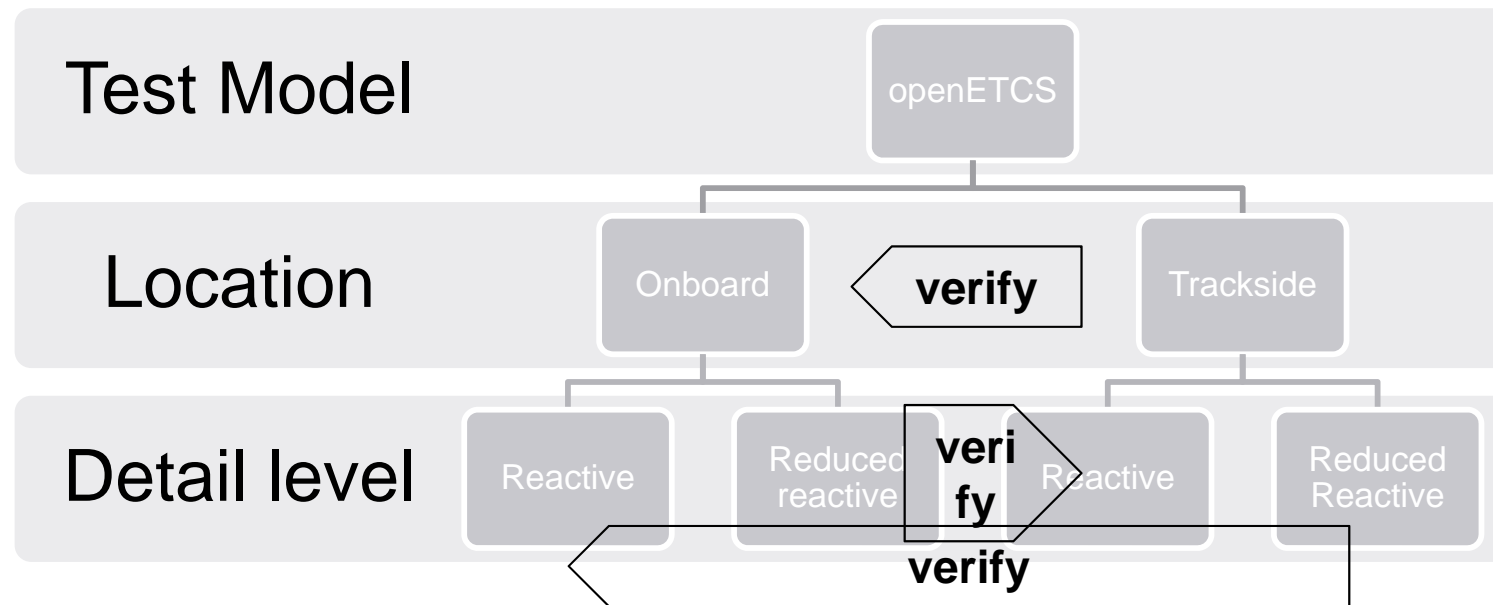 Test Model
openETCS
Location
Onboard
verify
Trackside
Detail level
Reactive
Reduced
reactive
veri
fy
Reactive
Reduced
Reactive
verify